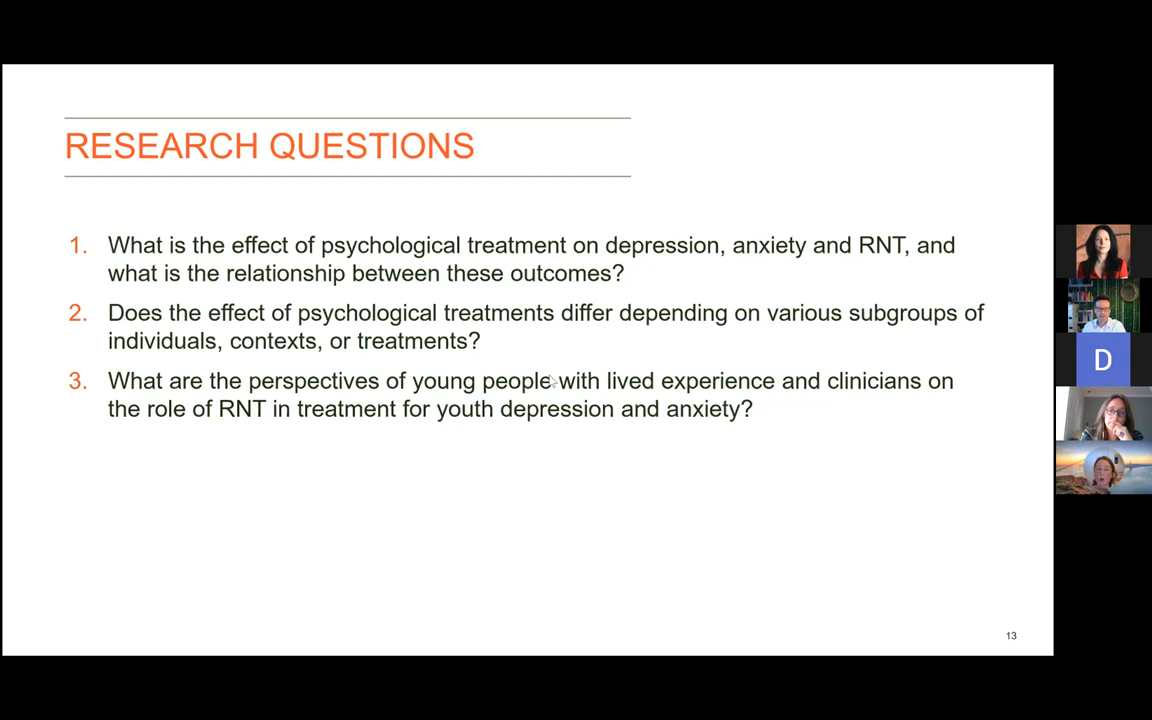 RESEARCH QUESTIONS
1. What is the effect of psychological treatment on depression, anxiety and RNT, and
what is the relationship between these outcomes?
2. Does the effect of psychological treatments differ depending on various subgroups of
individuals, contexts, or treatments?
3. What are the perspectives of young people with lived experience and clinicians on
the role of RNT in treatment for youth depression and anxiety?
D
13